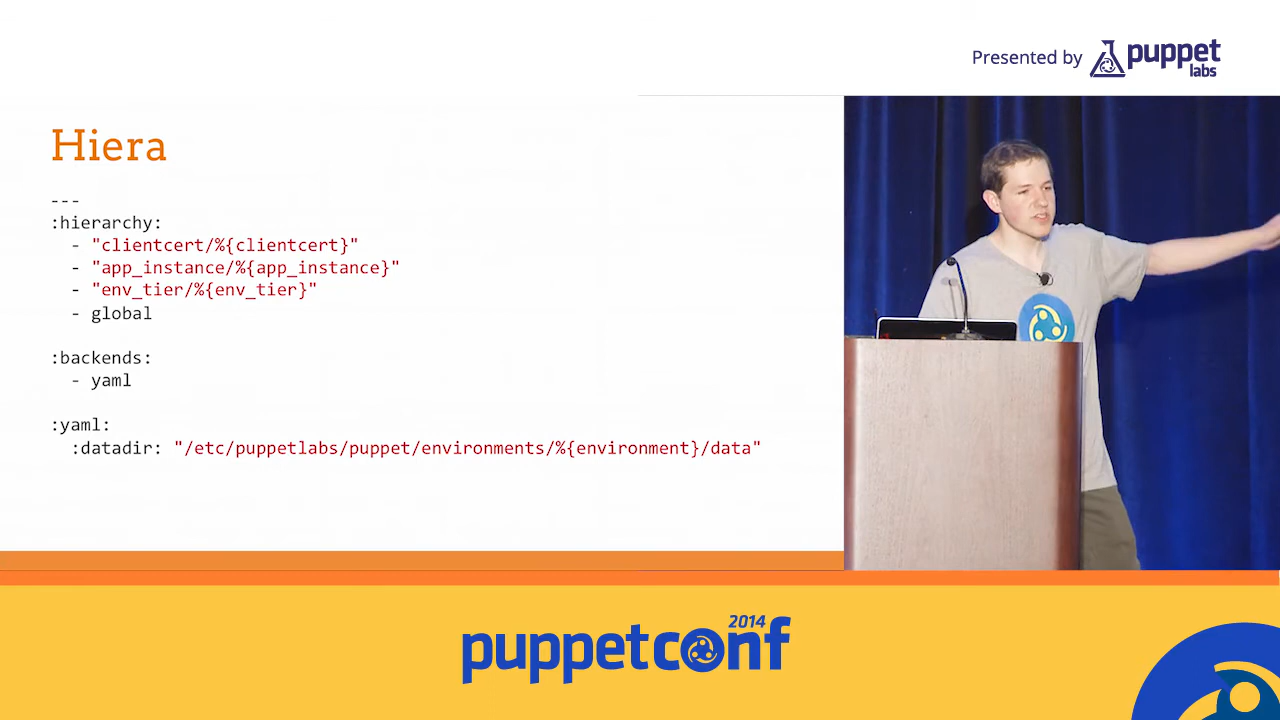 Presented by puppet labs
Hiera
---
:hierarchy:
- "clientcert/%{clientcert}"
- "app_instance/%{app_instance}"
- "env_tier/%{env_tier}"
- global
:backends:
- yaml
:yaml:
:datadir: "/etc/puppetlabs/puppet/environments/%{environment}/data"
2014
puppetconf